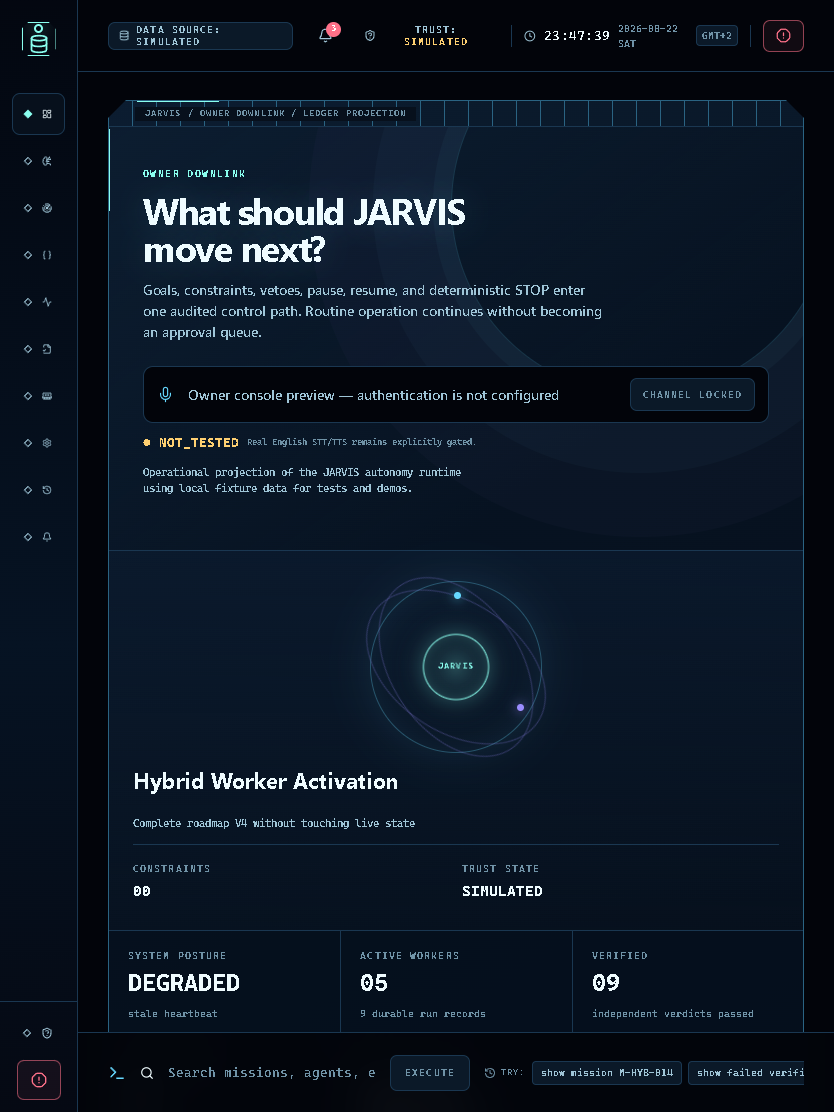 DATA SOURCE:
SIMULATED
3
TRUST:
SIMULATED
23:47:39
2026-08-22
SAT
GMT+2
JARVIS / OWNER DOWNLINK / LEDGER PROJECTION
OWNER DOWNLINK
What should JARVIS
move next?
Goals, constraints, vetoes, pause, resume, and deterministic STOP enter
one audited control path. Routine operation continues without becoming
an approval queue.
Owner console preview — authentication is not configured
CHANNEL LOCKED
NOT_TESTED Real English STT/TTS remains explicitly gated.
Operational projection of the JARVIS autonomy runtime
using local fixture data for tests and demos.
JARVIS
Hybrid Worker Activation
Complete roadmap V4 without touching live state
CONSTRAINTS
00
TRUST STATE
SIMULATED
SYSTEM POSTURE
DEGRADED
stale heartbeat
ACTIVE WORKERS
05
9 durable run records
VERIFIED
09
independent verdicts passed
Search missions, agents, e
EXECUTE
TRY:
show mission M-HYB-014
show failed verifi